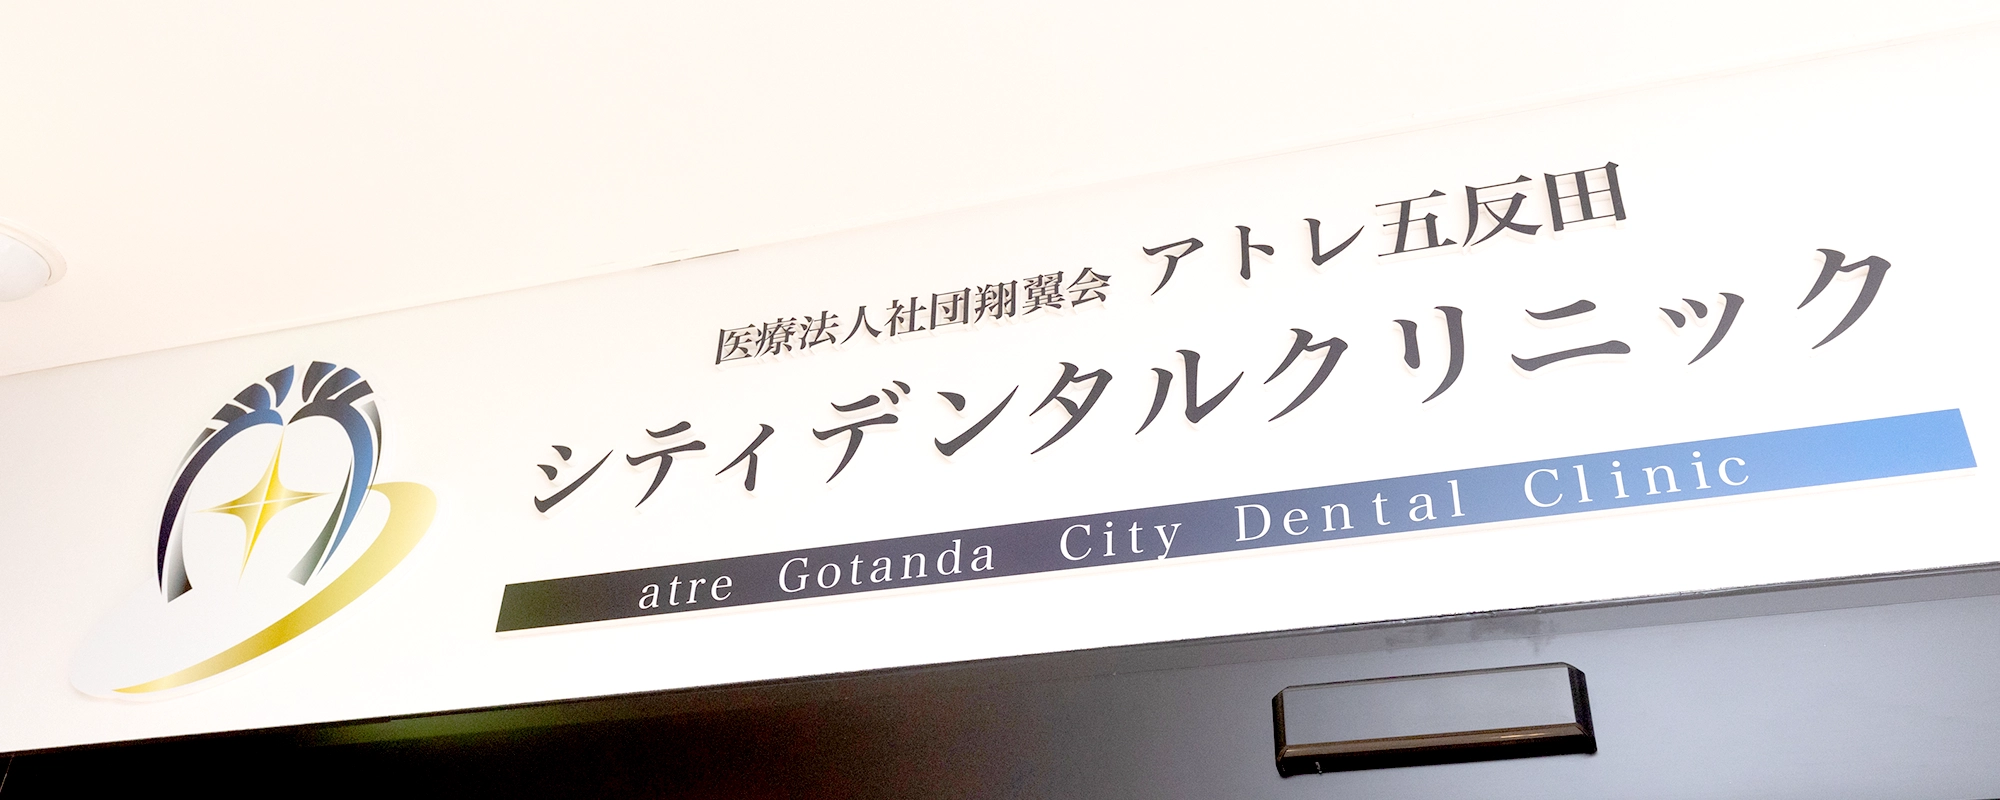 医療法人社団翔翼会 アトレ五反田
シティデンタルクリニック
atre Gotanda City Dental Clinic